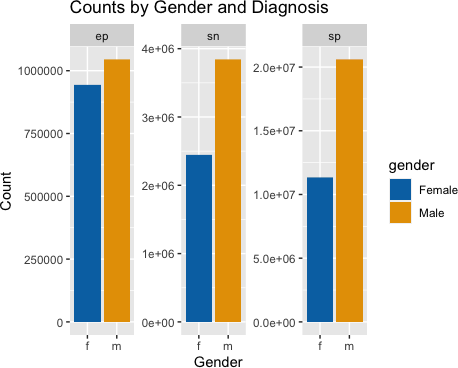 Counts by Gender and Diagnosis
ep
sn
sp
Count
1000000
750000
500000
250000
0
4e+06
3e+06
2e+06
1e+06
0e+00
2.0e+07
1.5e+07
1.0e+07
5.0e+06
0.0e+00
f m
f m
f m
Gender
gender
Female
Male